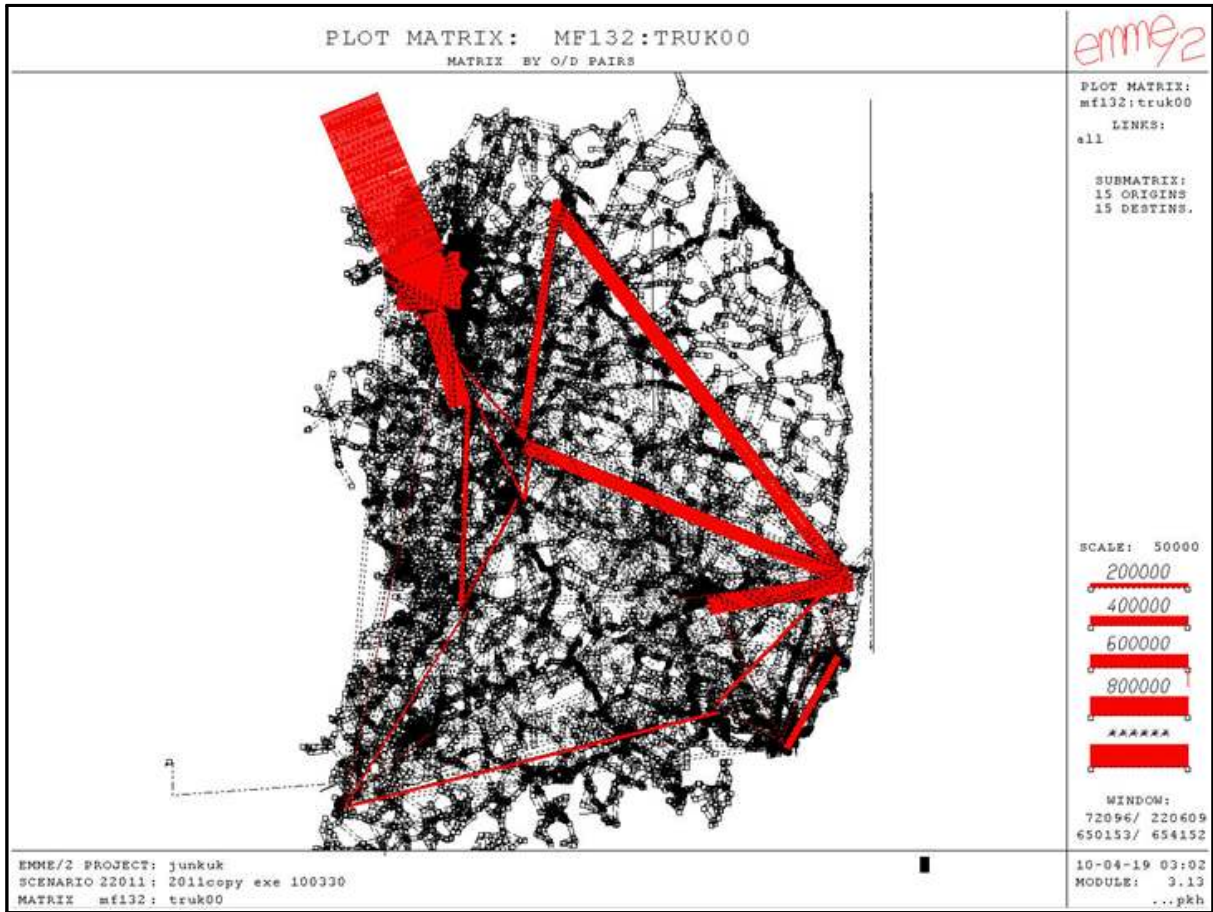 PLOT MATRIX: MF132:TRUK00
MATRIX BY O/D PAIRS
emme/2
PLOT MATRIX:
mf132:truk00
LINKS:
all
SUBMATRIX:
15 ORIGINS
15 DESTINS.
SCALE: 50000
200000
400000
600000
800000
******
WINDOW:
72096/ 220609
650153/ 654152
EMME/2 PROJECT: junkuk
SCENARIO 22011: 2011copy exe 100330
MATRIX mf132: truk00
10-04-19 03:02
MODULE: 3.13
...pkh